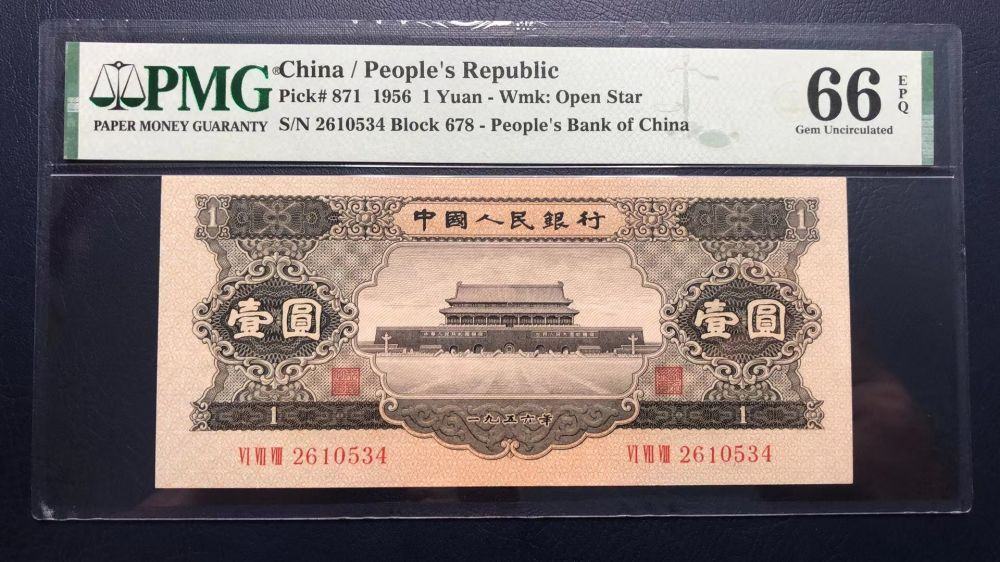 PMG®
PAPER MONEY GUARANTY
China / People's Republic
Pick# 871 1956 1 Yuan - Wmk: Open Star
S/N 2610534 Block 678 - People's Bank of China
66 EPQ
Gem Uncirculated
1 中國人民銀行 1
壹圓 壹圓
1 一九五六年 1
VI VII VIII 2610534 VI VII VIII 2610534